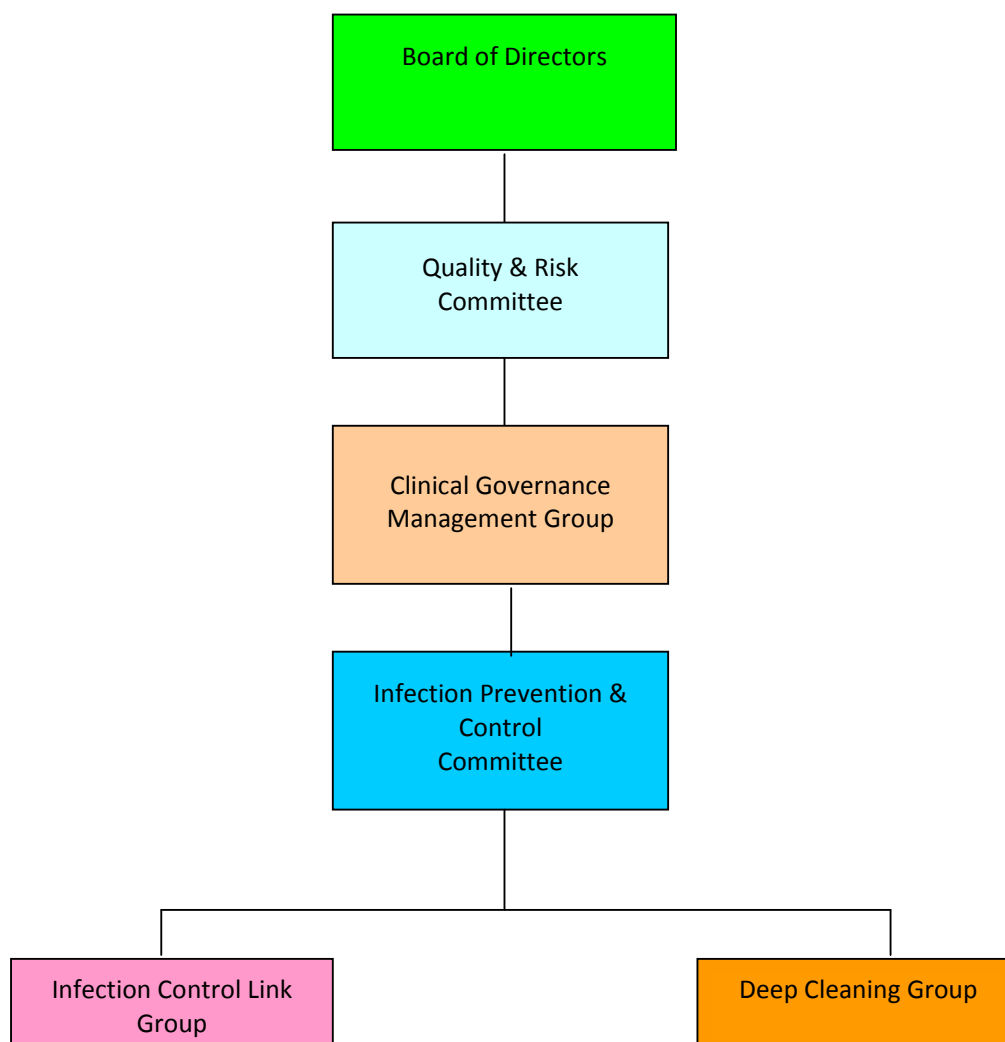 Board of Directors
Quality & Risk
Committee
Clinical Governance
Management Group
Infection Prevention &
Control
Committee
Infection Control Link
Group
Deep Cleaning Group